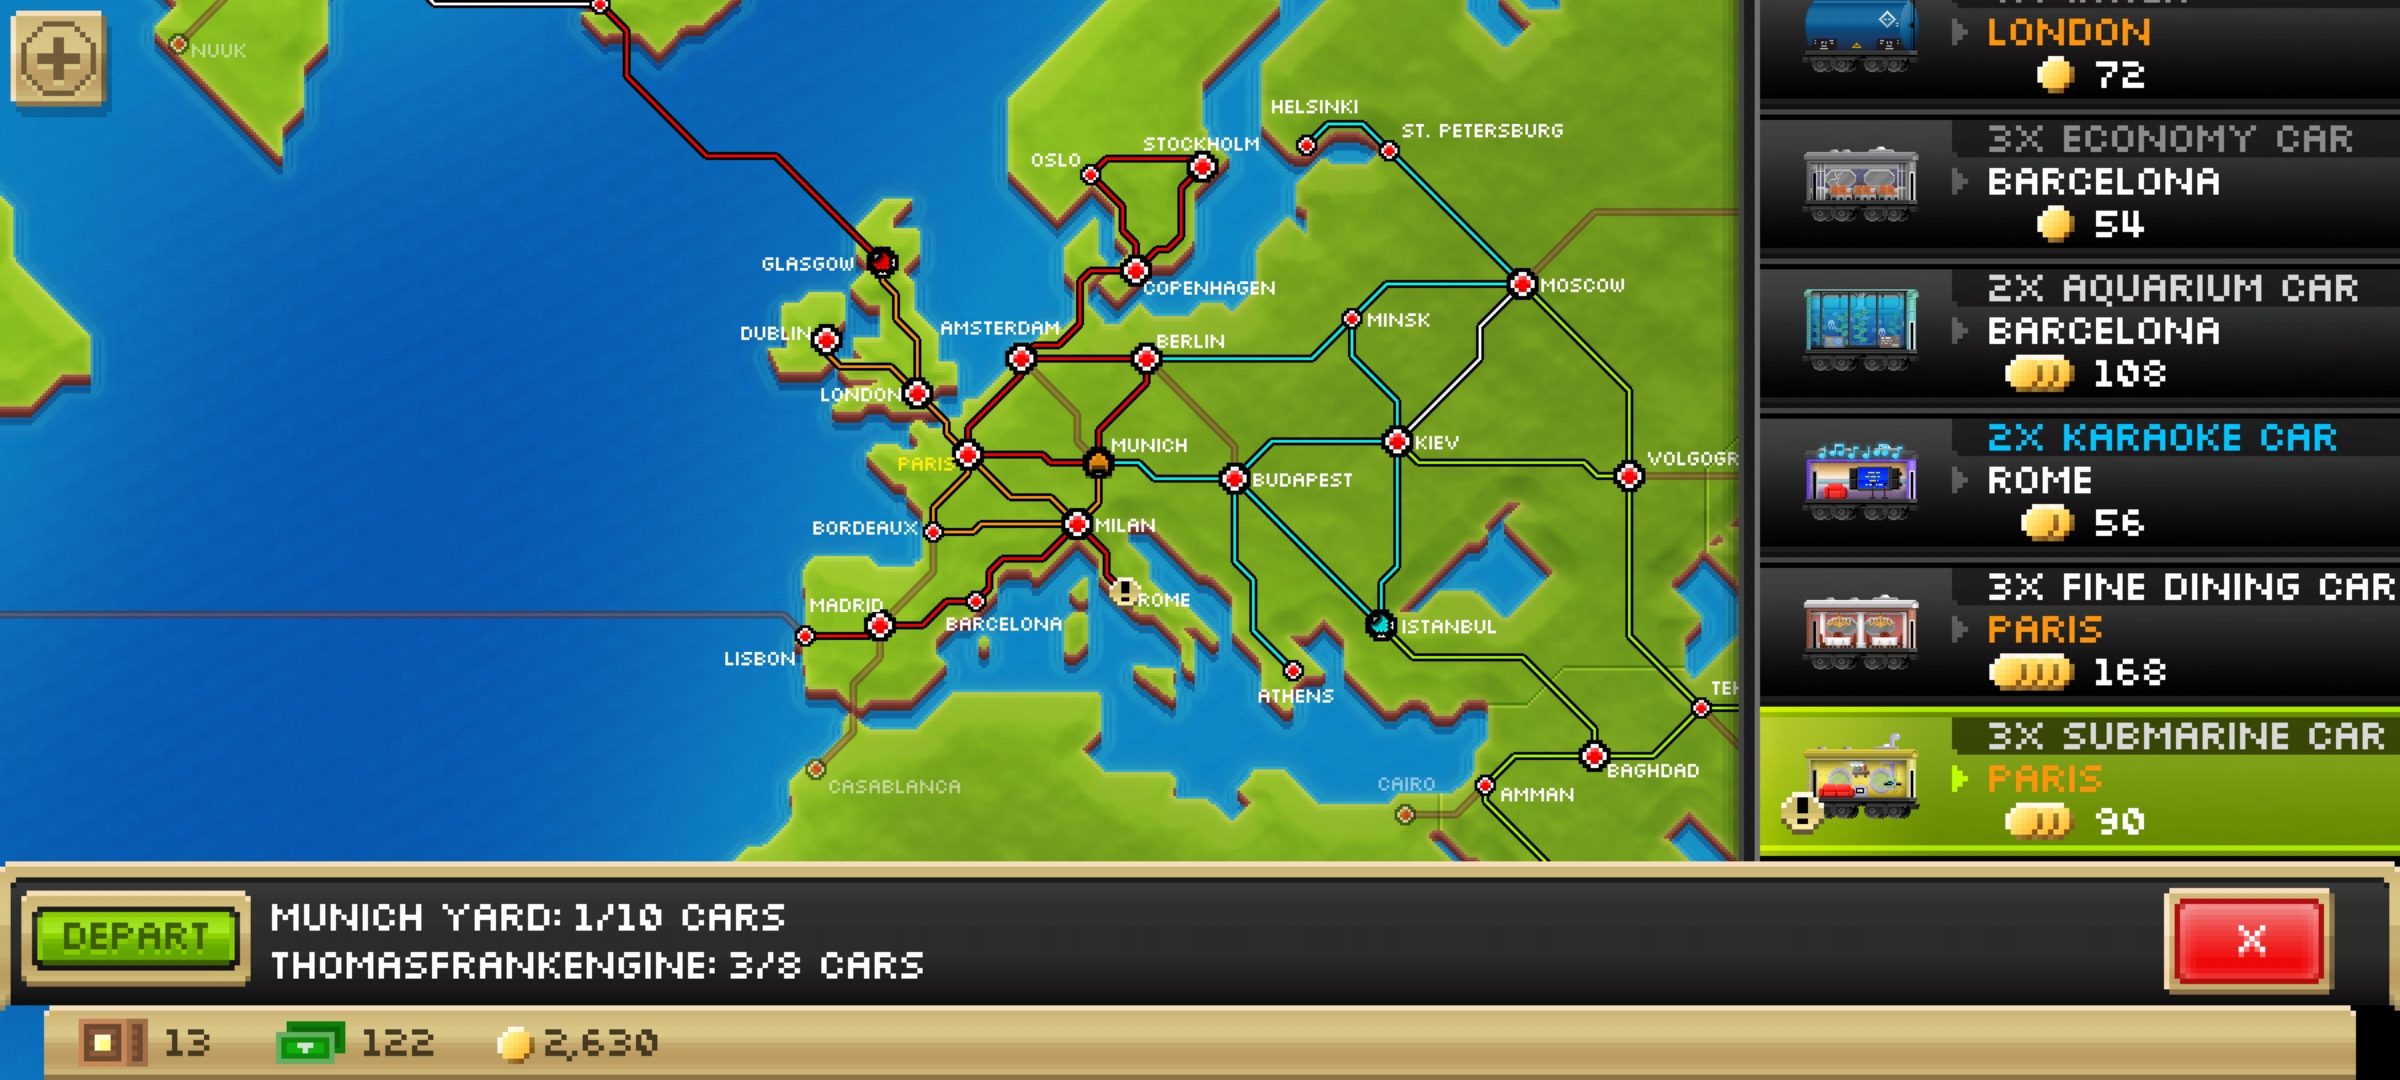 NUUK
HELSINKI
ST. PETERSBURG
STOCKHOLM
OSLO
GLASGOW
COPENHAGEN
MOSCOW
DUBLIN
AMSTERDAM
BERLIN
MINSK
LONDON
PARIS
MUNICH
KIEV
VOLGOGR
BUDAPEST
BORDEAUX
MILAN
MADRID
ROME
BARCELONA
ISTANBUL
LISBON
ATHENS
TEH
CASABLANCA
CAIRO
BAGHDAD
AMMAN
LONDON
72
3X ECONOMY CAR
BARCELONA
54
2X AQUARIUM CAR
BARCELONA
108
2X KARAOKE CAR
ROME
56
3X FINE DINING CAR
PARIS
168
3X SUBMARINE CAR
PARIS
90
DEPART
MUNICH YARD: 1/10 CARS
THOMASFRANKENGINE: 3/8 CARS
X
13
122
2,630